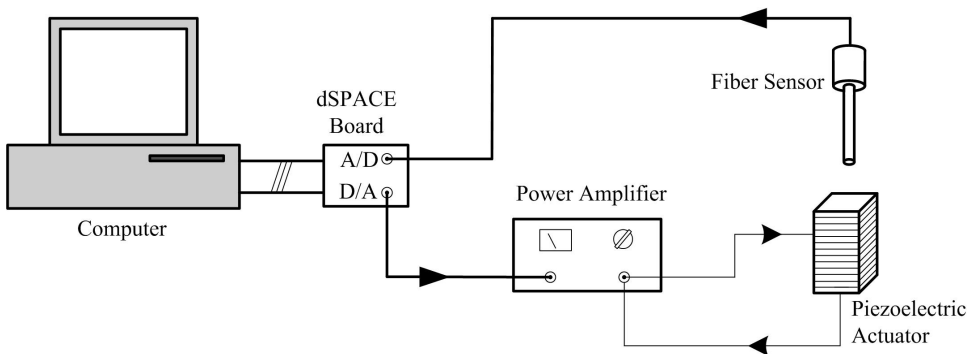 dSPACE
Board
A/D
D/A
Computer
Power Amplifier
Fiber Sensor
Piezoelectric
Actuator